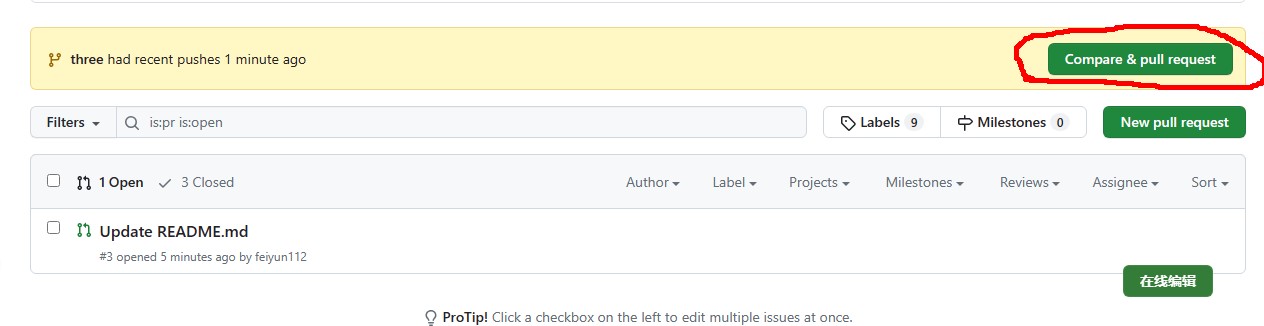 three had recent pushes 1 minute ago Compare & pull request
Filters is:pr is:open Labels 9 Milestones 0 New pull request
1 Open 3 Closed Author Label Projects Milestones Reviews Assignee Sort
Update README.md
#3 opened 5 minutes ago by feiyun112
在线编辑
ProTip! Click a checkbox on the left to edit multiple issues at once.